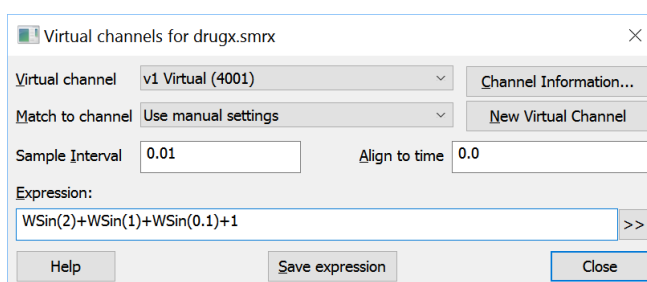 Virtual channels for drugx.smrx
Virtual channel v1 Virtual (4001) Channel Information...
Match to channel Use manual settings New Virtual Channel
Sample Interval 0.01 Align to time 0.0
Expression:
WSin(2)+WSin(1)+WSin(0.1)+1 >>
Help Save expression Close